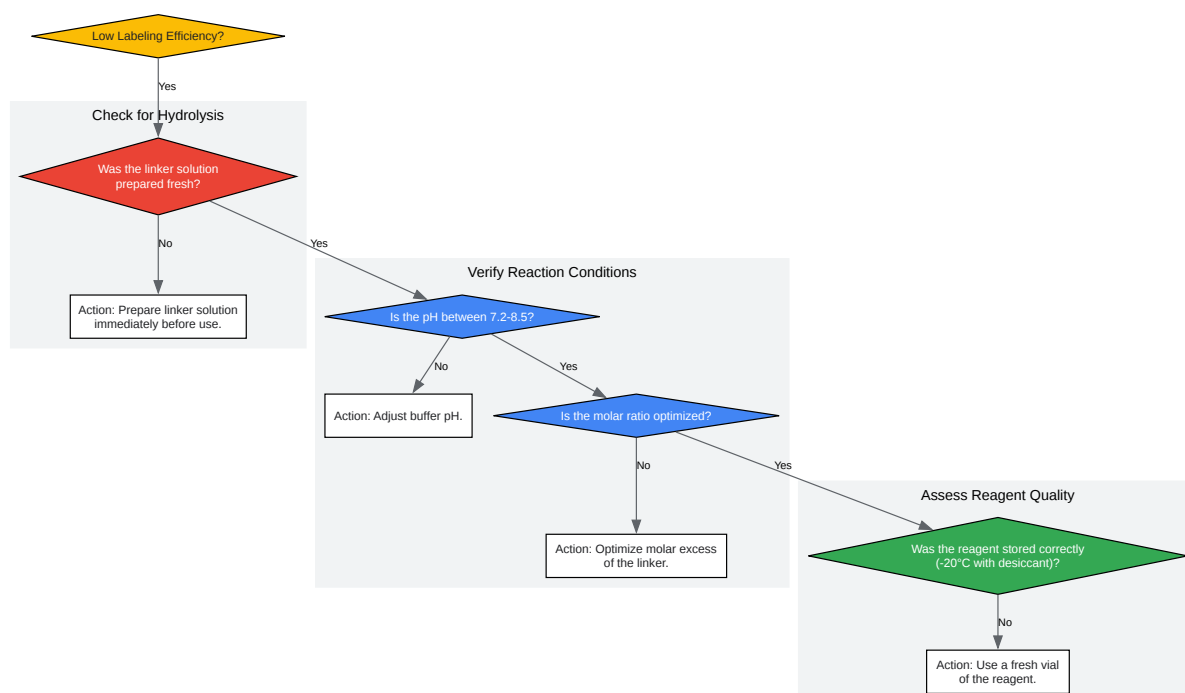 Low Labeling Efficiency?
Yes
Check for Hydrolysis
Was the linker solution
prepared fresh?
No
Yes
Action: Prepare linker solution
immediately before use.
Verify Reaction Conditions
Is the pH between 7.2-8.5?
No
Yes
Action: Adjust buffer pH.
Is the molar ratio optimized?
No
Yes
Action: Optimize molar excess
of the linker.
Assess Reagent Quality
Was the reagent stored correctly
(-20°C with desiccant)?
No
Action: Use a fresh vial
of the reagent.